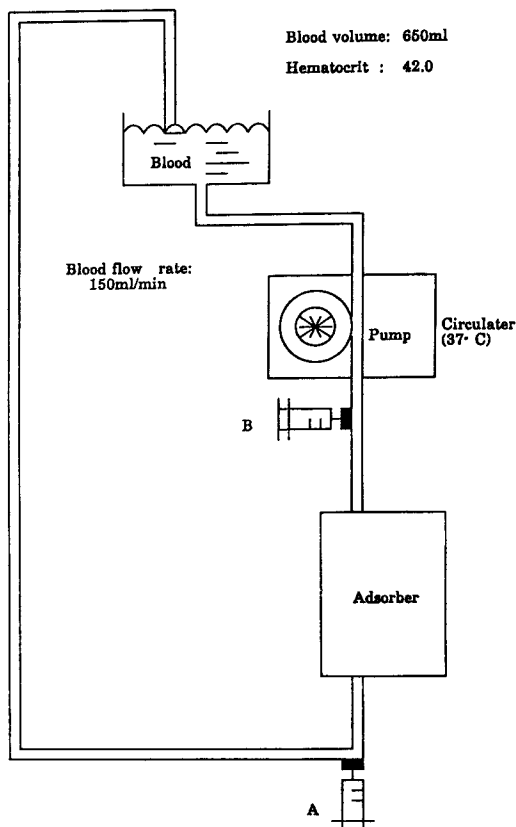 Blood volume: 650ml
Hematocrit : 42.0
Blood
Blood flow rate:
150ml/min
Pump
Circulater
(37· C)
B
Adsorber
A